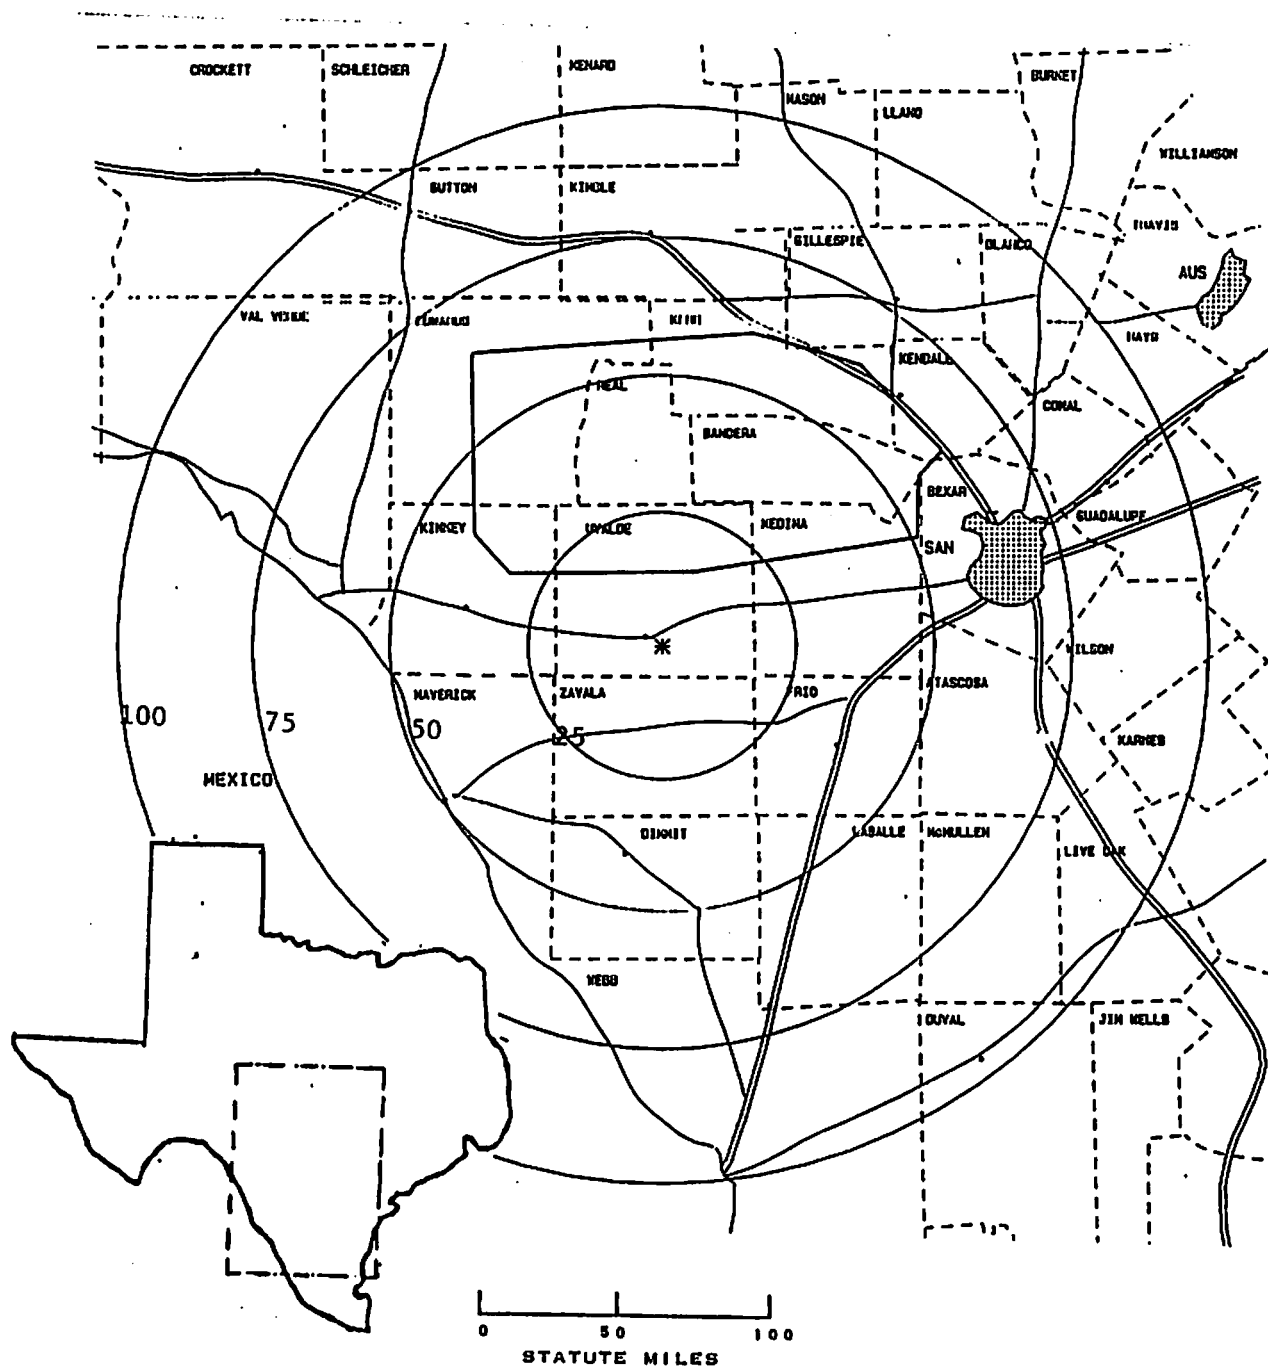 CROCKETT
SCHLEICHER
MENARD
MASON
LLANO
BURNET
WILLIAMSON
SUTTON
KIMBLE
GILLESPIE
BLANCO
TRAVIS
AUS
VAL VERDE
EDWARDS
KERR
HAYS
KENDALL
REAL
COMAL
BANDERA
BEXAR
KINNEY
UVALDE
MEDINA
GUADALUPE
SAN
WILSON
MAVERICK
ZAVALA
FRIO
ATASCOSA
100
75
50
25
KARNES
MEXICO
DIMMIT
LASALLE
McMULLEN
LIVE OAK
WEBB
DUVAL
JIM WELLS
0
50
100
STATUTE MILES